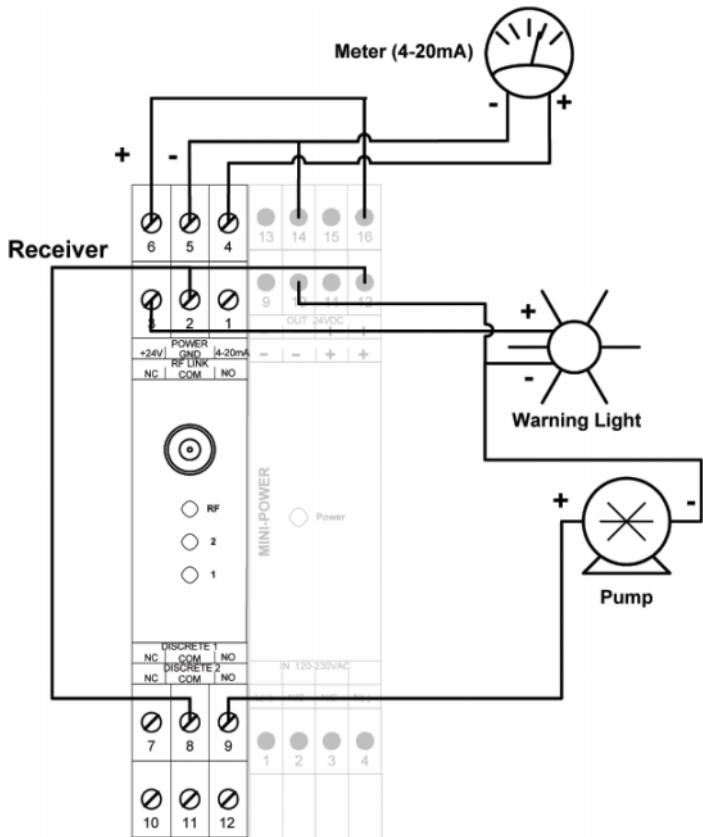 Meter (4-20mA)
- +
+ -
6 5 4 13 14 15 16
Receiver
3 2 1 9 10 11 12
+
OUT 24VDC
POWER
+24V GND 4-20mA - - + +
RF LINK
NC COM NO
-
Warning Light
MINI-POWER
+ -
RF
2
1
Power
Pump
DISCRETE 1
NC COM NO
DISCRETE 2
NC COM NO
IN 120-230VAC
7 8 9 1 2 3 4
10 11 12